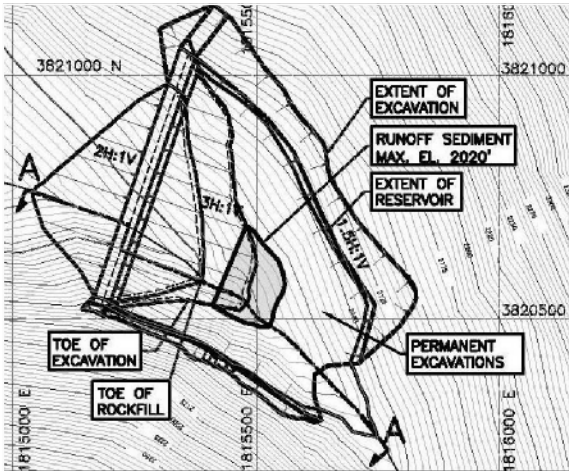 3821000 N
3821000
EXTENT OF
EXCAVATION
RUNOFF SEDIMENT
MAX. EL. 2020'
EXTENT OF
RESERVOIR
A
2H:1V
3H:1V
1.5H:1V
3820500
TOE OF
EXCAVATION
PERMANENT
EXCAVATIONS
TOE OF
ROCKFILL
A
1815000 E
1815500 E
1816000 E